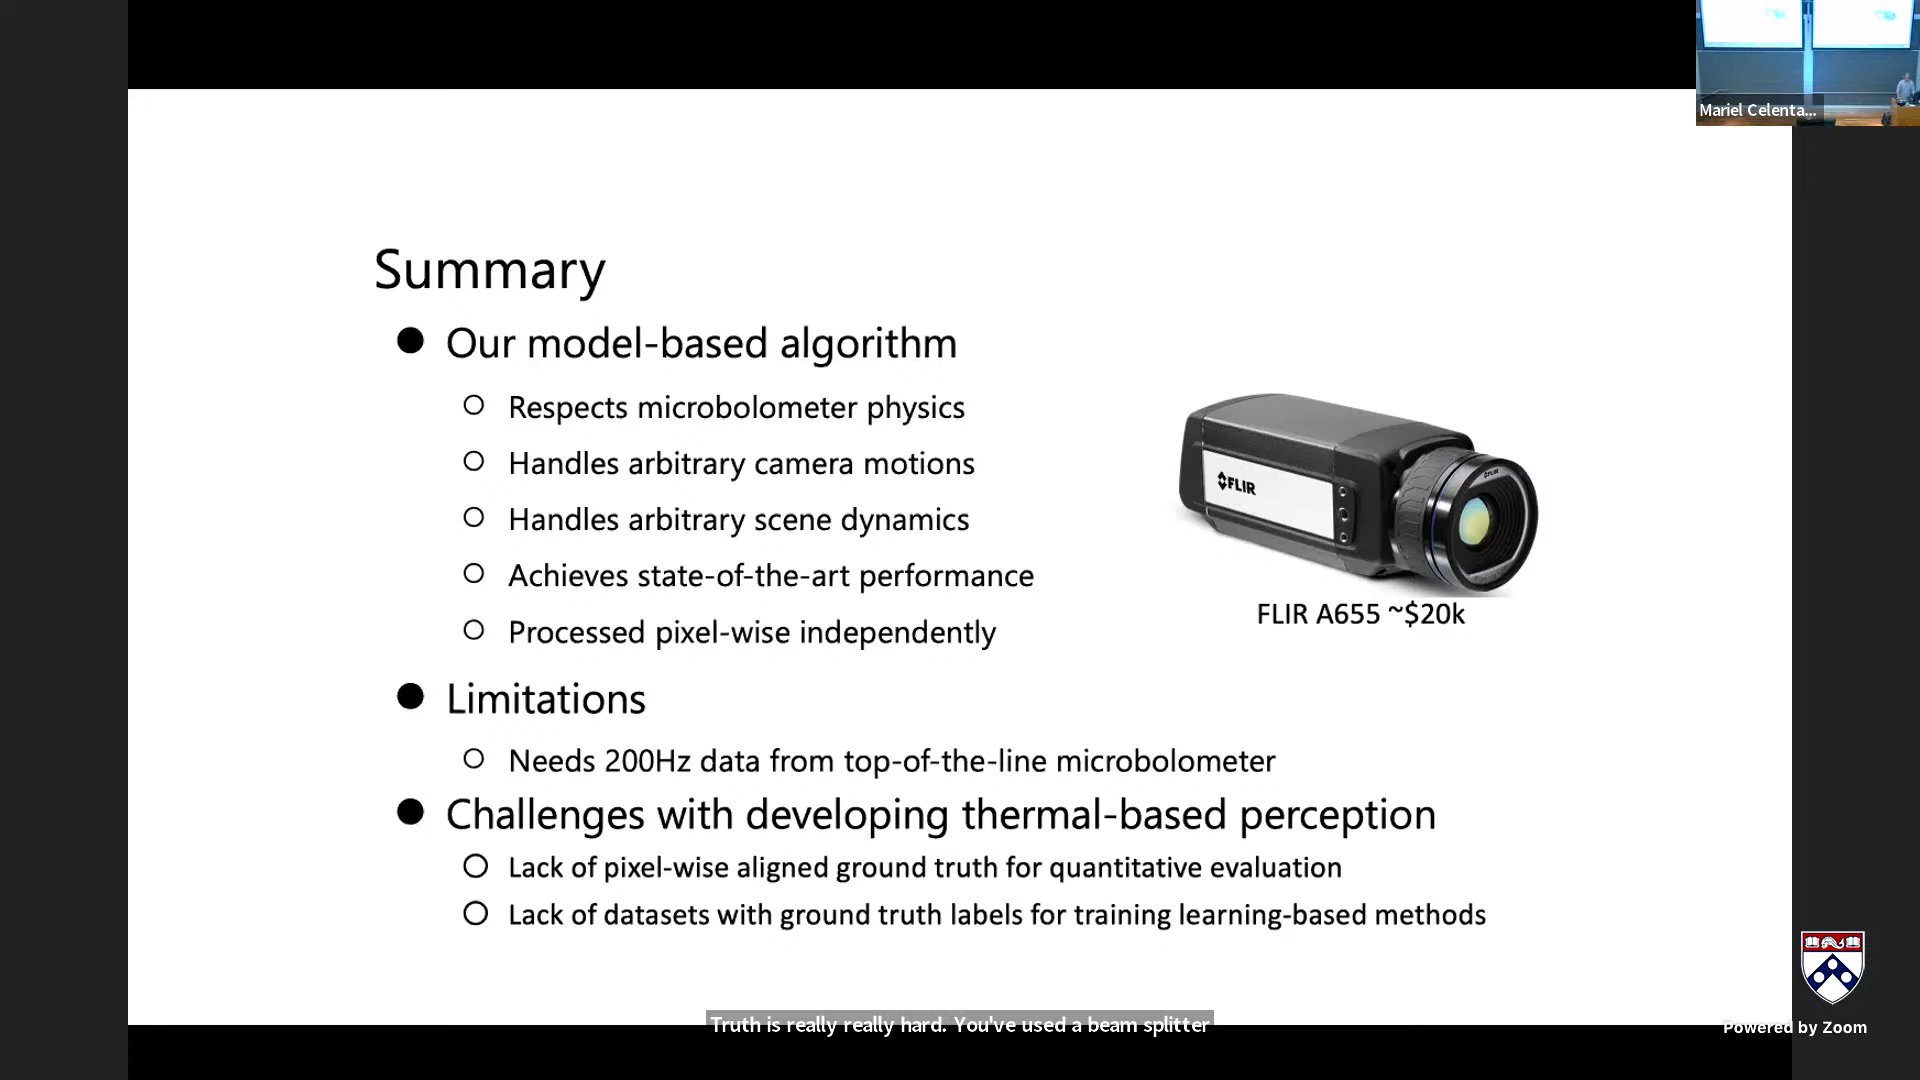 Mariel Celenta...
Summary
Our model-based algorithm
Respects microbolometer physics
Handles arbitrary camera motions
Handles arbitrary scene dynamics
Achieves state-of-the-art performance
Processed pixel-wise independently
FLIR
FLIR A655 ~$20k
Limitations
Needs 200Hz data from top-of-the-line microbolometer
Challenges with developing thermal-based perception
Lack of pixel-wise aligned ground truth for quantitative evaluation
Lack of datasets with ground truth labels for training learning-based methods
Truth is really really hard. You've used a beam splitter
Powered by Zoom